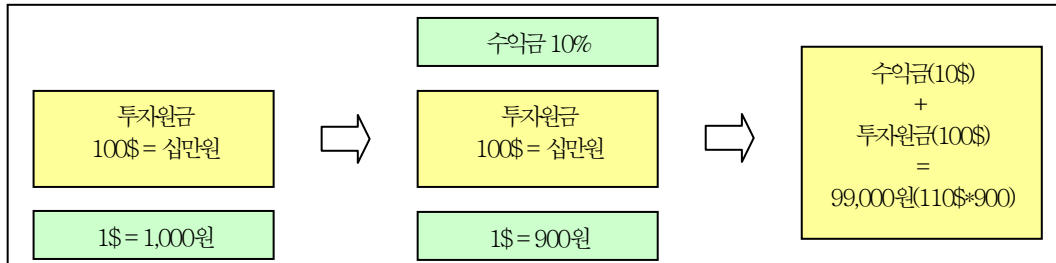 투자원금
100$ = 십만원
1$ = 1,000원
수익금 10%
투자원금
100$ = 십만원
1$ = 900원
수익금(10$)
+
투자원금(100$)
=
99,000원(110$*900)